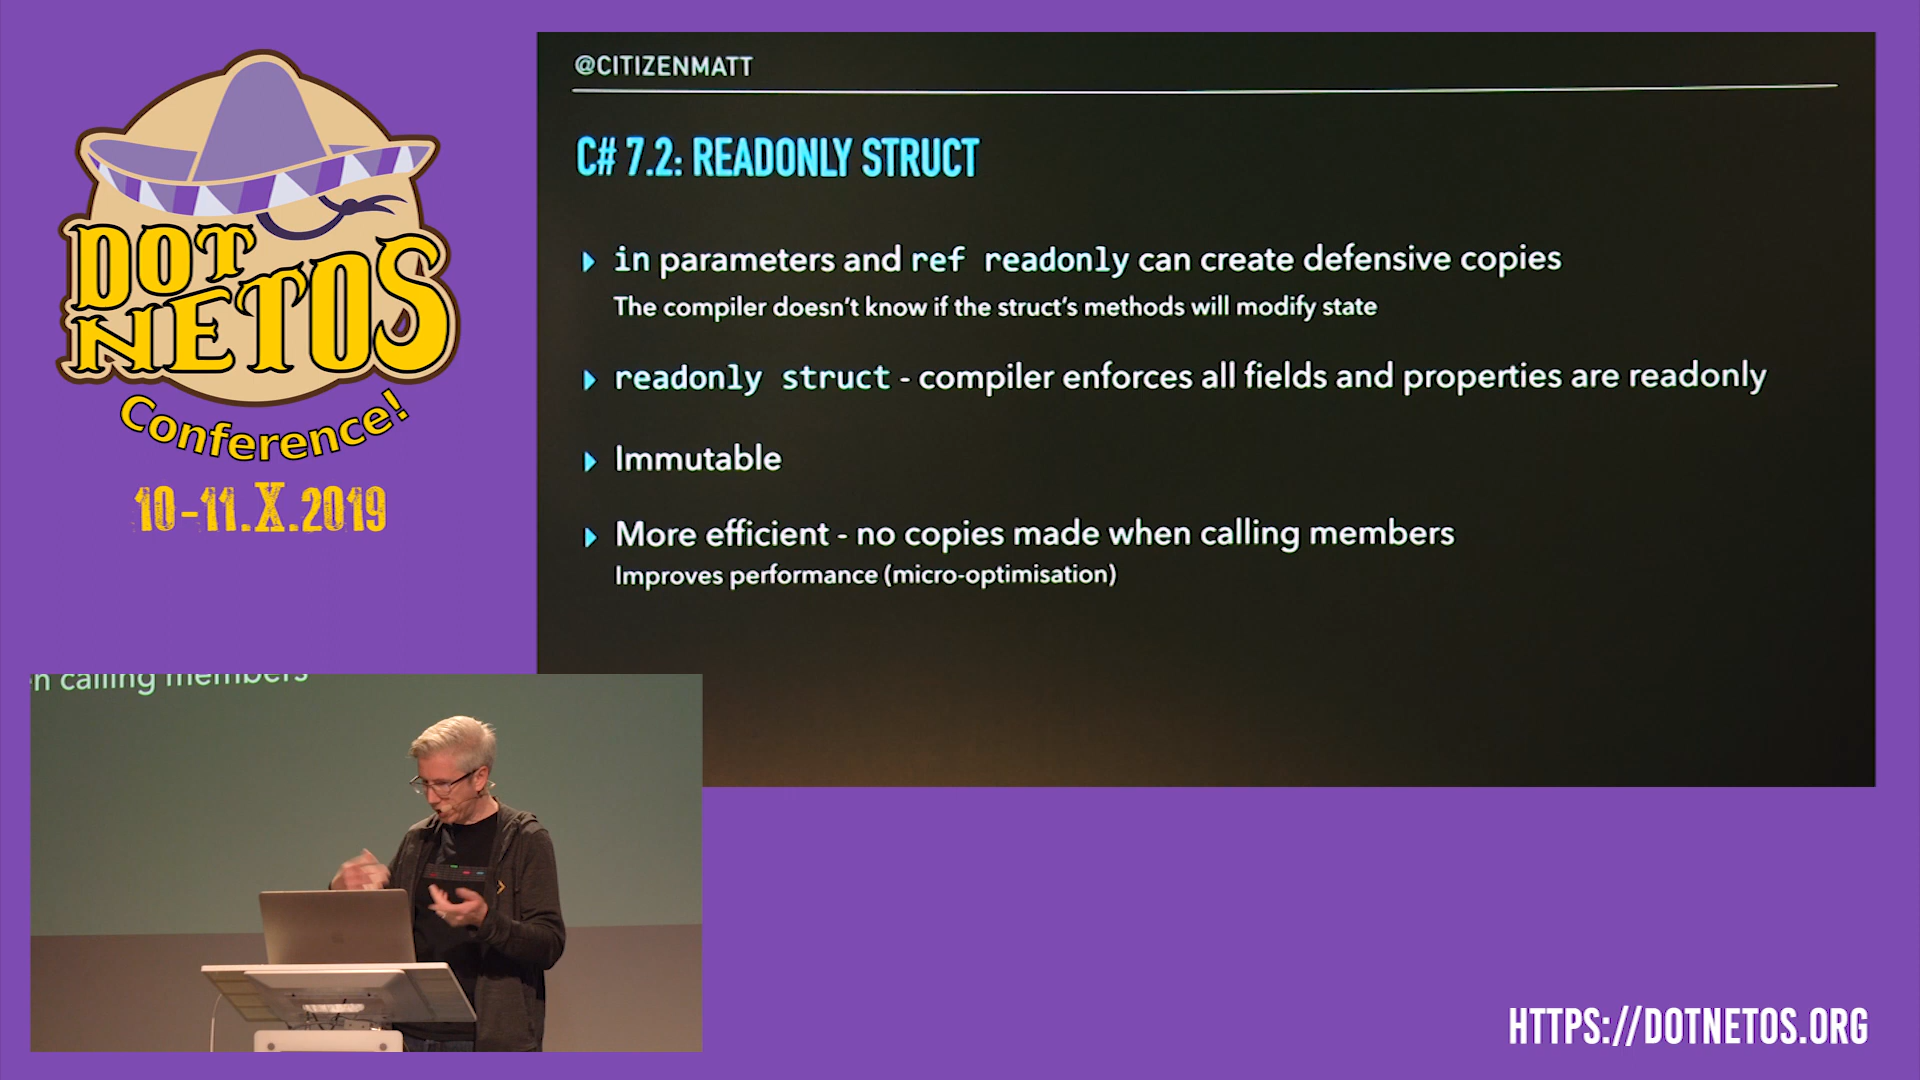 DOT
NETOS
Conference!
10-11.X.2019
@CITIZENMATT
C# 7.2: READONLY STRUCT
in parameters and ref readonly can create defensive copies
The compiler doesn't know if the struct's methods will modify state
readonly struct - compiler enforces all fields and properties are readonly
Immutable
More efficient - no copies made when calling members
Improves performance (micro-optimisation)
n calling members
HTTPS://DOTNETOS.ORG